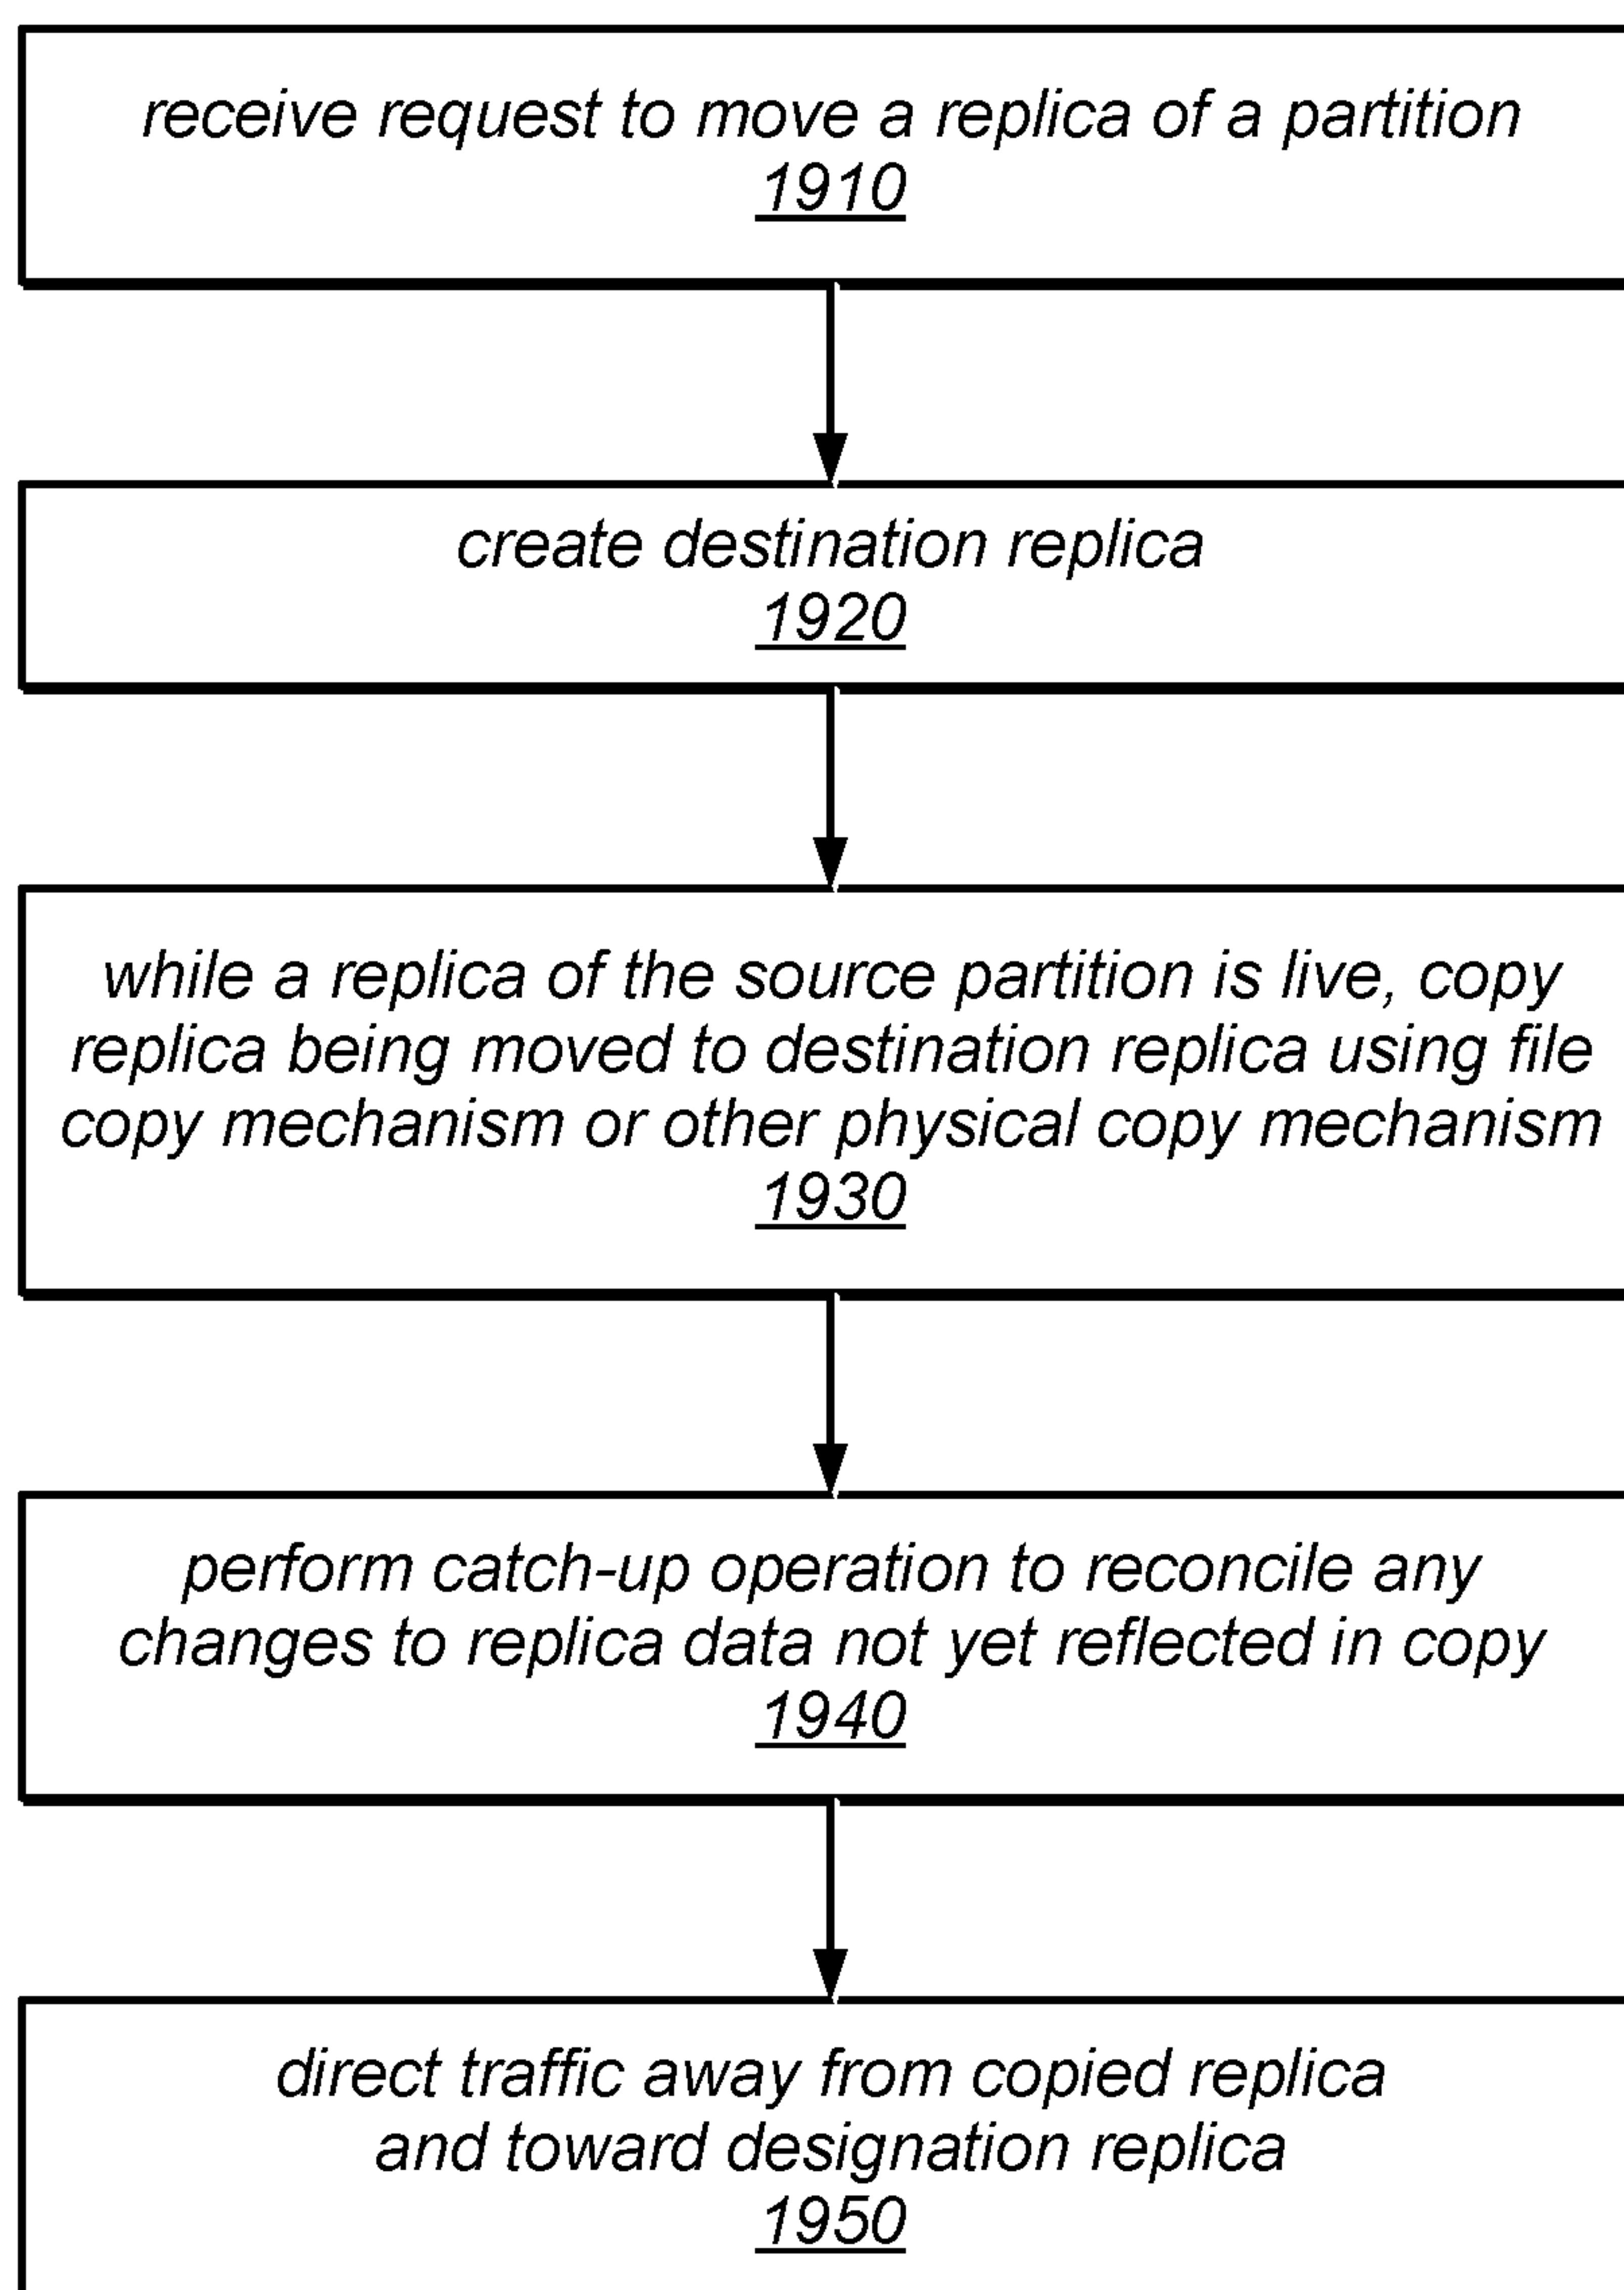 receive request to move a replica of a partition
1910
create destination replica
1920
while a replica of the source partition is live, copy
replica being moved to destination replica using file
copy mechanism or other physical copy mechanism
1930
perform catch-up operation to reconcile any
changes to replica data not yet reflected in copy
1940
direct traffic away from copied replica
and toward designation replica
1950